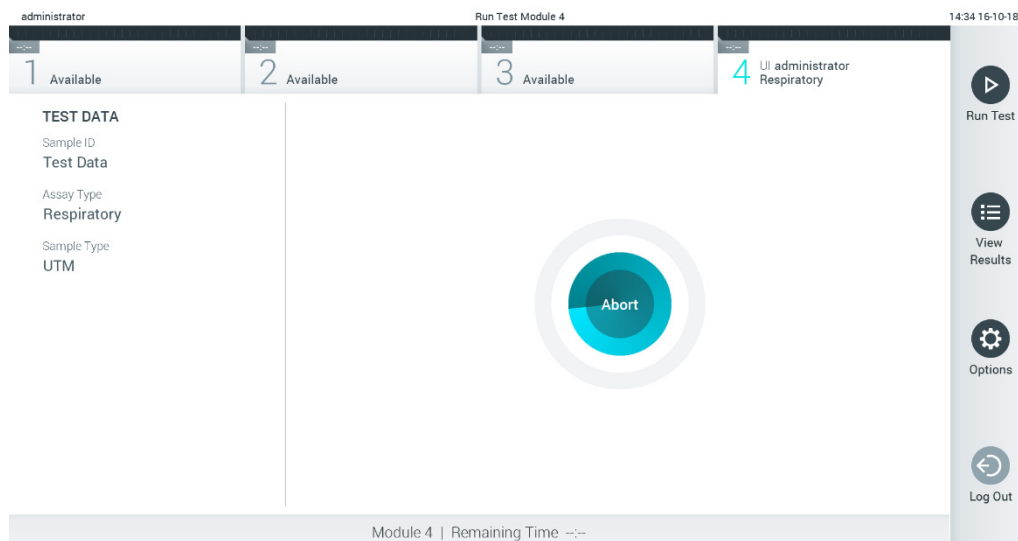 administrator
Run Test Module 4
14:34 16-10-18
--:--
1 Available
--:--
2 Available
--:--
3 Available
--:--
4 UI administrator
Respiratory
TEST DATA
Sample ID
Test Data
Assay Type
Respiratory
Sample Type
UTM
Abort
Run Test
View
Results
Options
Log Out
Module 4 | Remaining Time --:--